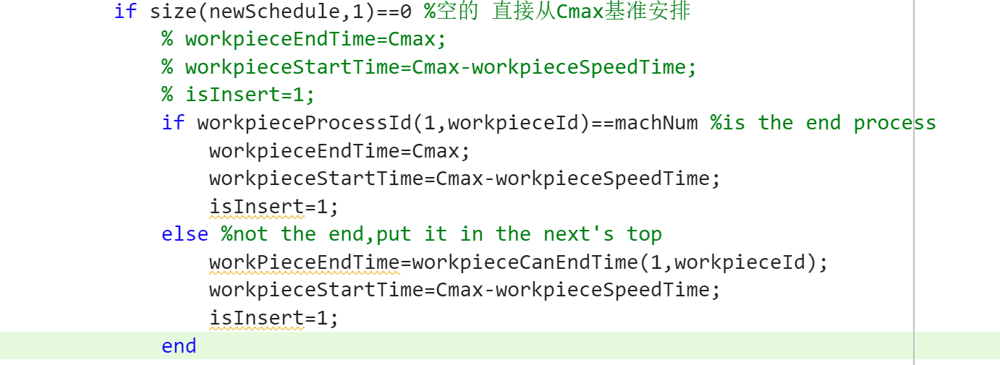 if size(newSchedule,1)==0 %空的 直接从Cmax基准安排
% workpieceEndTime=Cmax;
% workpieceStartTime=Cmax-workpieceSpeedTime;
% isInsert=1;
if workpieceProcessId(1,workpieceId)==machNum %is the end process
workpieceEndTime=Cmax;
workpieceStartTime=Cmax-workpieceSpeedTime;
isInsert=1;
else %not the end,put it in the next's top
workPieceEndTime=workpieceCanEndTime(1,workpieceId);
workpieceStartTime=Cmax-workpieceSpeedTime;
isInsert=1;
end